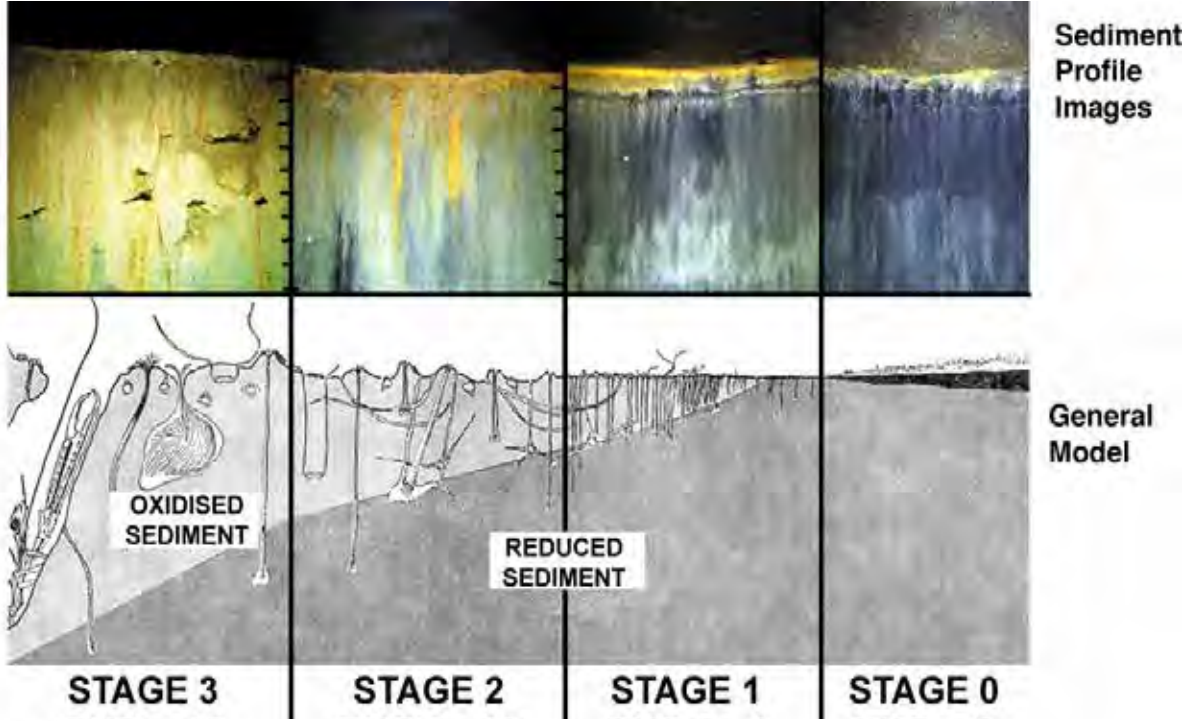 Sediment
Profile
Images
General
Model
OXIDISED
SEDIMENT
REDUCED
SEDIMENT
STAGE 3
STAGE 2
STAGE 1
STAGE 0